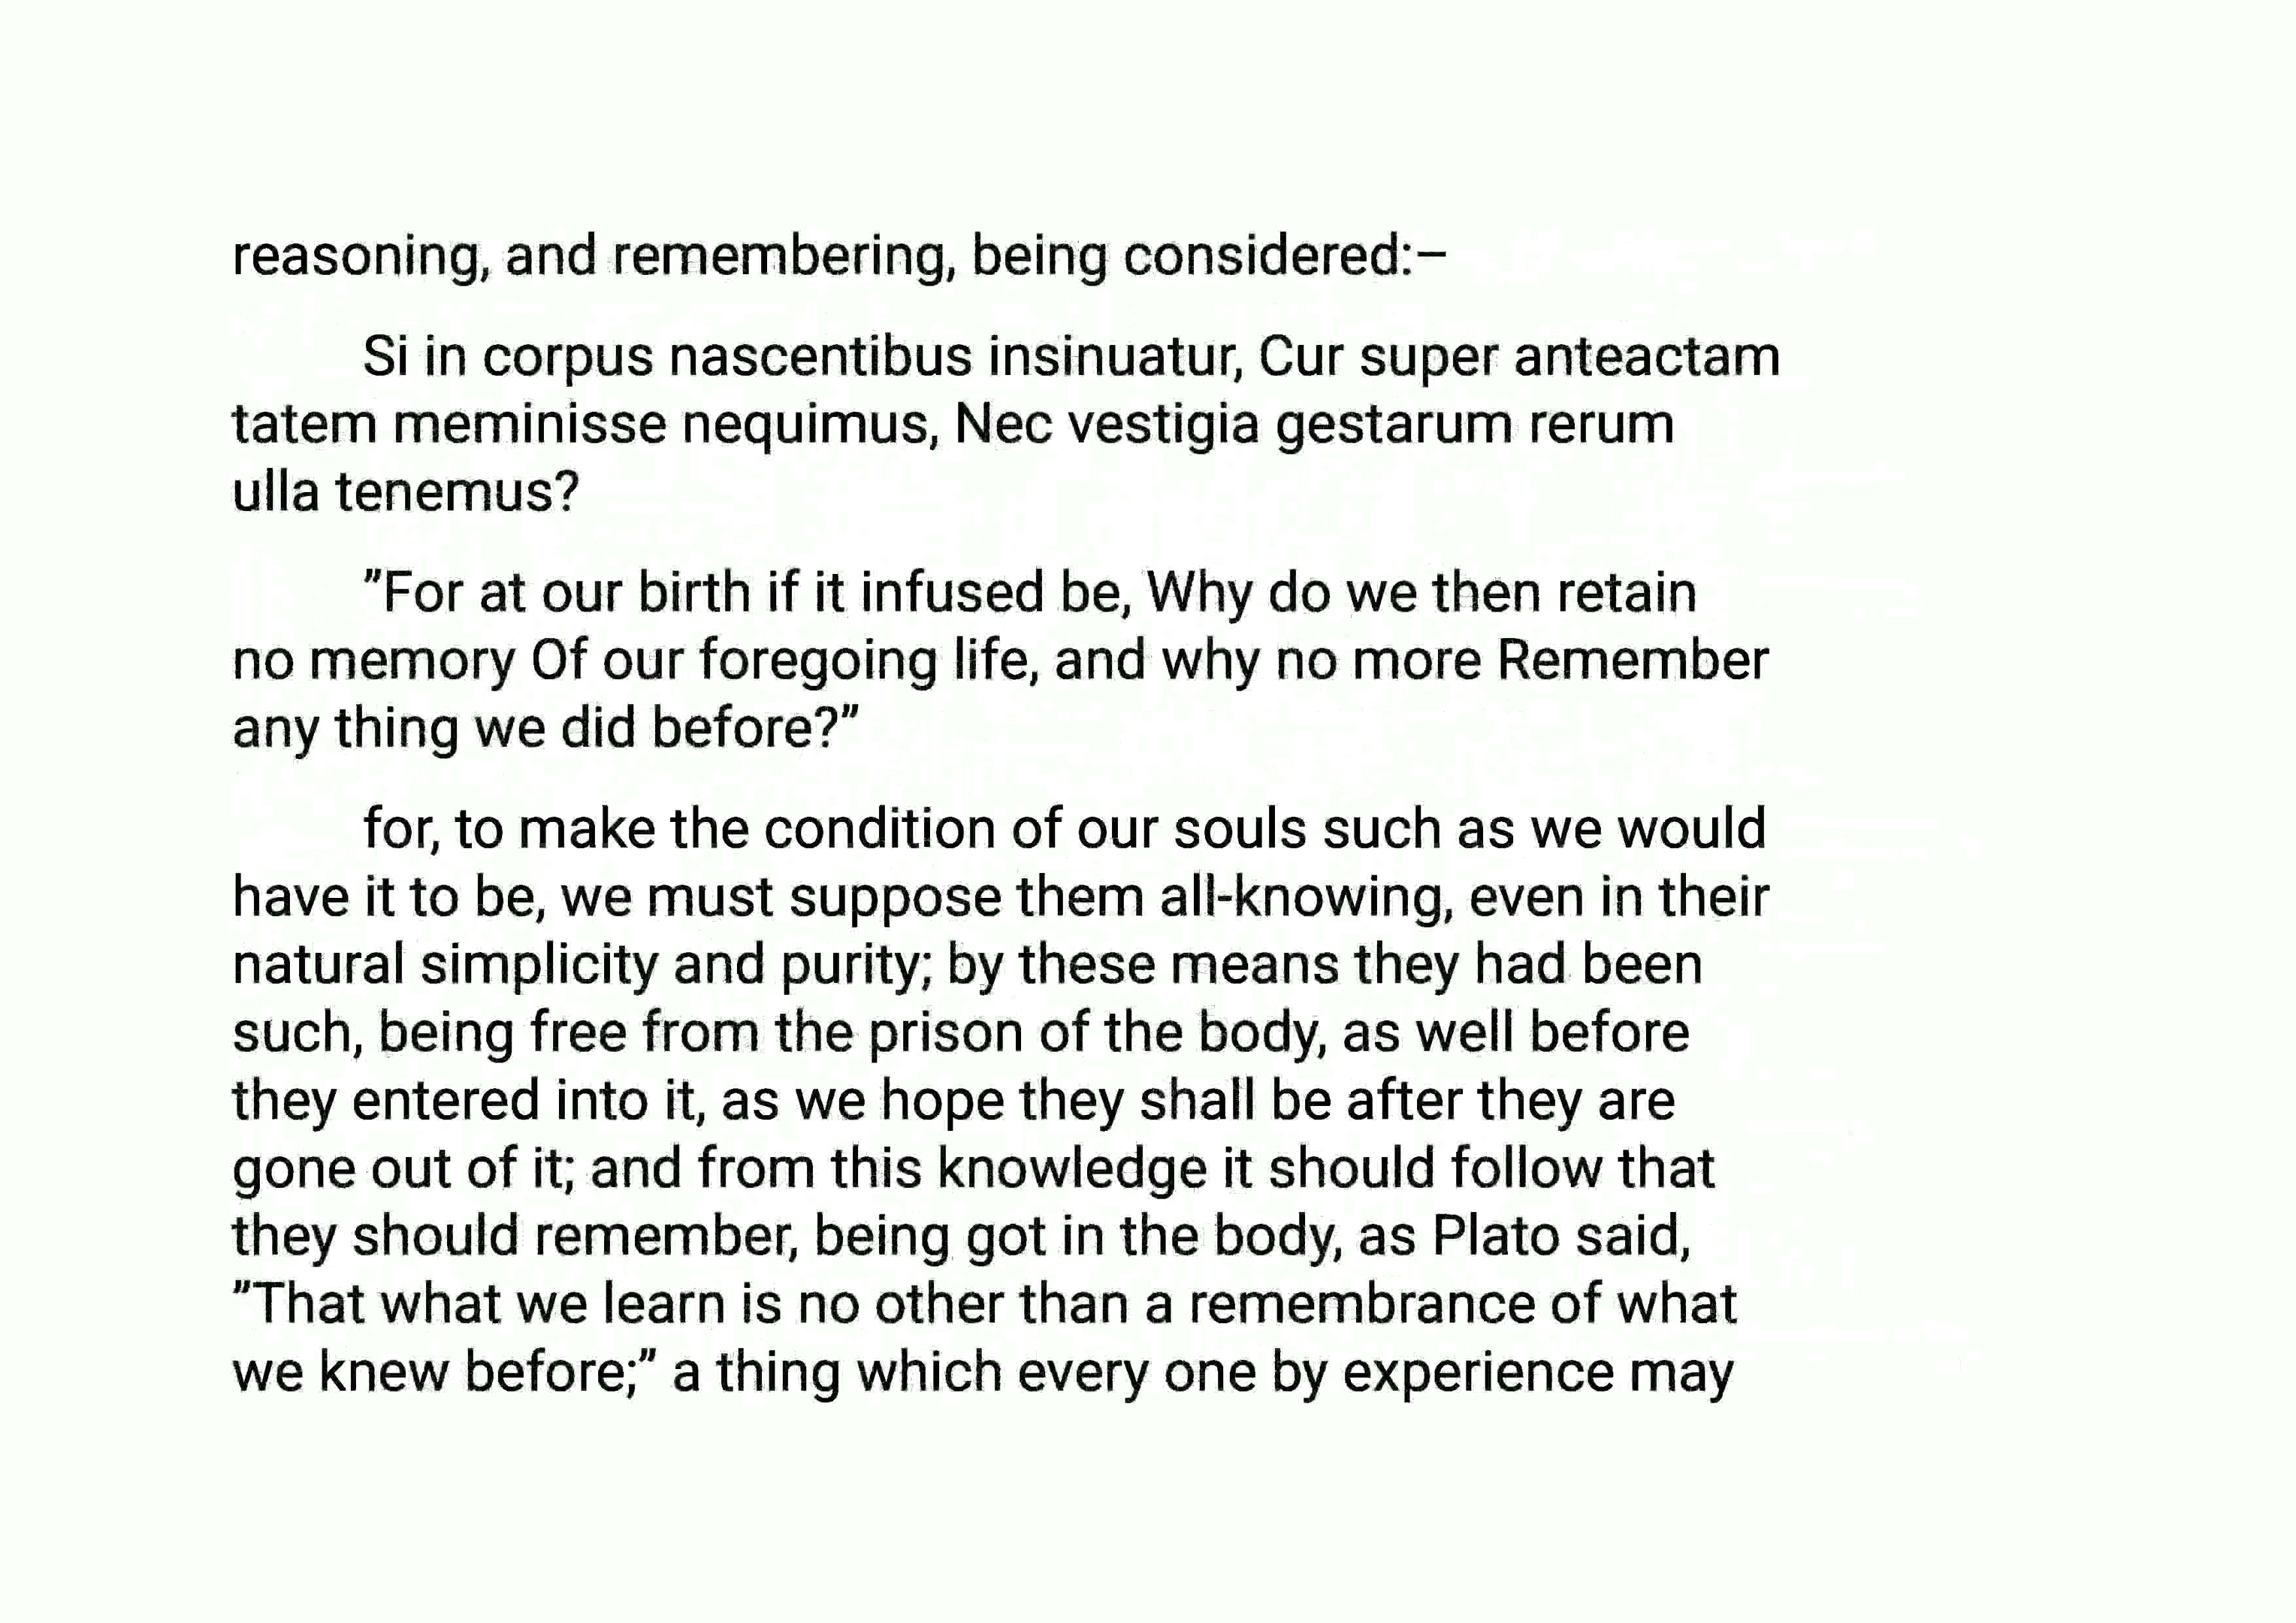 reasoning, and remembering, being considered:–
Si in corpus nascentibus insinuatur, Cur super anteactam
tatem meminisse nequimus, Nec vestigia gestarum rerum
ulla tenemus?
"For at our birth if it infused be, Why do we then retain
no memory Of our foregoing life, and why no more Remember
any thing we did before?"
for, to make the condition of our souls such as we would
have it to be, we must suppose them all-knowing, even in their
natural simplicity and purity; by these means they had been
such, being free from the prison of the body, as well before
they entered into it, as we hope they shall be after they are
gone out of it; and from this knowledge it should follow that
they should remember, being got in the body, as Plato said,
"That what we learn is no other than a remembrance of what
we knew before;" a thing which every one by experience may